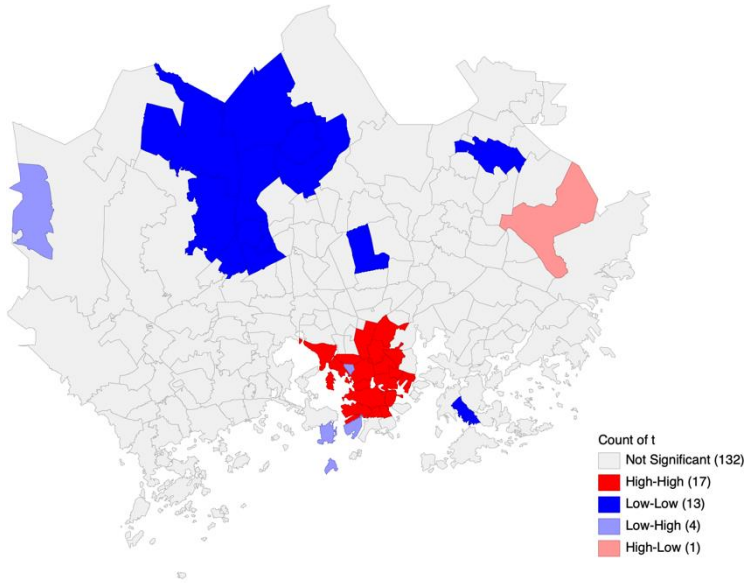 Count of t
Not Significant (132)
High-High (17)
Low-Low (13)
Low-High (4)
High-Low (1)